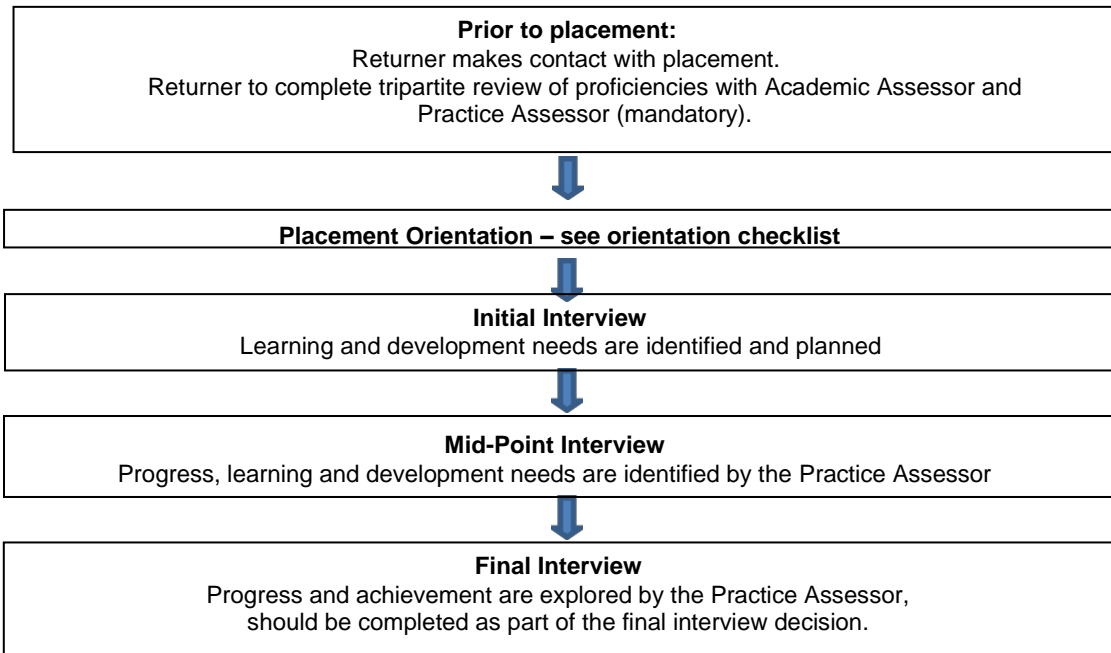 Prior to placement:
Returner makes contact with placement.
Returner to complete tripartite review of proficiencies with Academic Assessor and
Practice Assessor (mandatory).
Placement Orientation – see orientation checklist
Initial Interview
Learning and development needs are identified and planned
Mid-Point Interview
Progress, learning and development needs are identified by the Practice Assessor
Final Interview
Progress and achievement are explored by the Practice Assessor,
should be completed as part of the final interview decision.